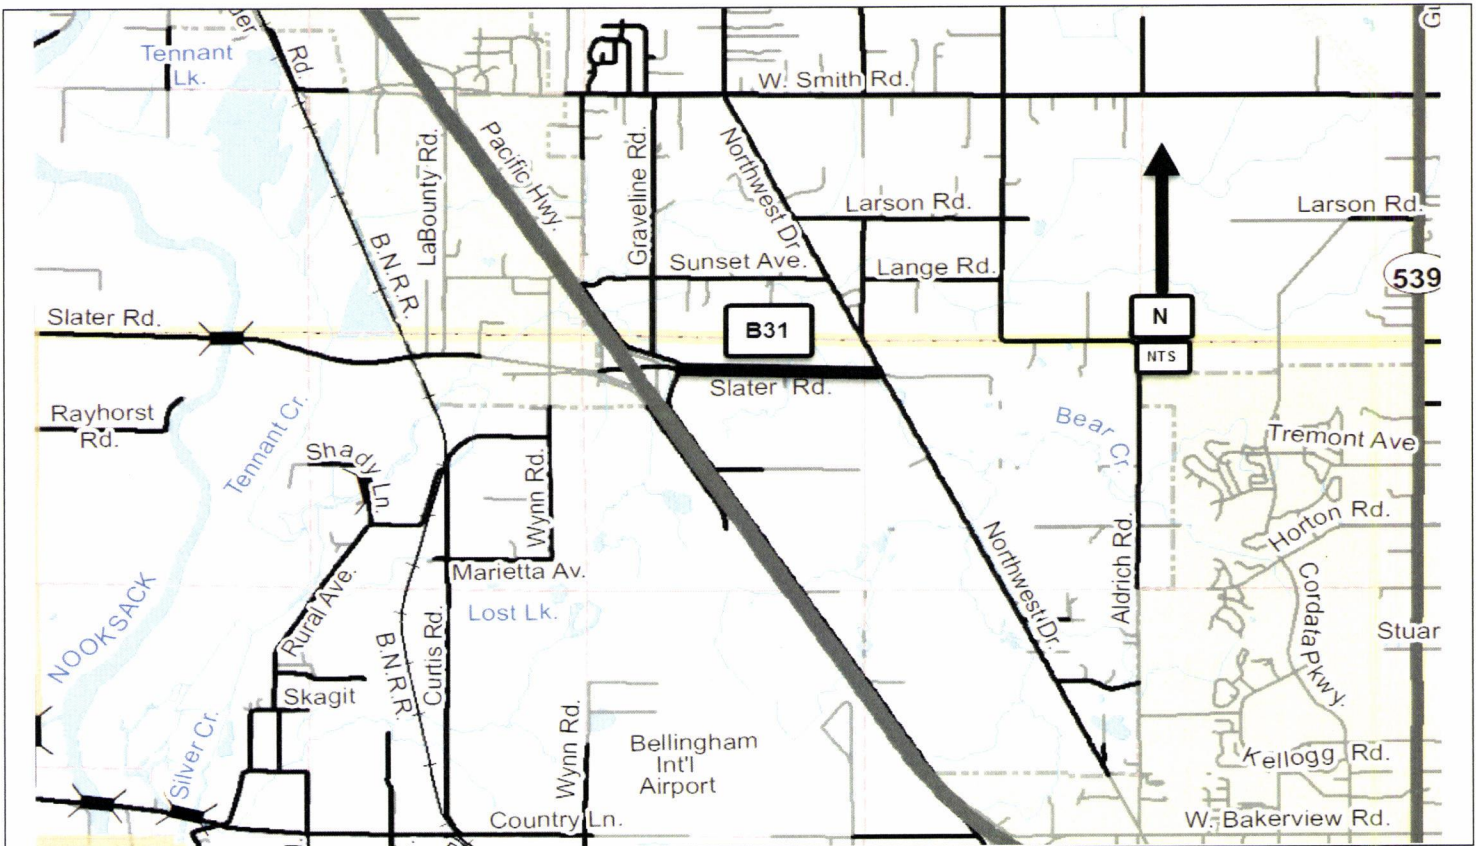 Rd.
Tennant
Lk.
W. Smith Rd.
Pacific Hwy.
LaBounty Rd.
Graveline Rd.
Northwest Dr
Larson Rd.
Larson Rd.
B.N.R.R.
Sunset Ave.
Lange Rd.
539
Slater Rd.
B31
N
NTS
Slater Rd.
Rayhorst
Rd.
Tennant Cr.
Bear Cr.
Tremont Ave
Shady Ln.
Wynn Rd.
Horton Rd.
Aldrich Rd.
Northwest Dr.
Marietta Av.
Lost Lk.
Rural Ave.
NOOKSACK
B.N.R.R.
Curtis Rd.
Cordata Pkwy.
Stuar
Skagit
Silver Cr.
Wynn Rd.
Bellingham
Int'l
Airport
Kellogg Rd.
Country Ln.
W. Bakerview Rd.